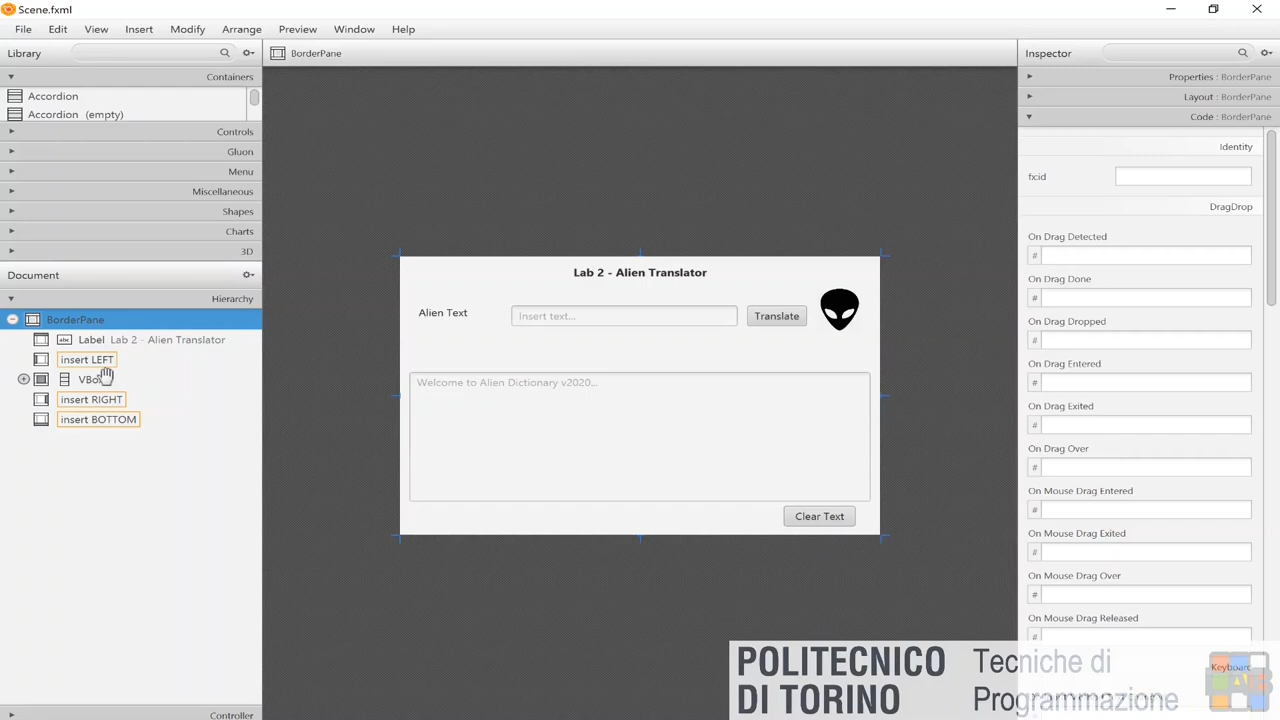 Scene.fxml
File Edit View Insert Modify Arrange Preview Window Help
Library
BorderPane
Inspector
Containers
Accordion
Accordion (empty)
Controls
Gluon
Menu
Miscellaneous
Shapes
Charts
3D
Document
Hierarchy
BorderPane
abc Label Lab 2 - Alien Translator
insert LEFT
insert RIGHT
insert BOTTOM
Controller
Lab 2 - Alien Translator
Alien Text
Insert text...
Translate
Welcome to Alien Dictionary v2020...
Clear Text
Properties : BorderPane
Layout : BorderPane
Code : BorderPane
Identity
fx:id
DragDrop
On Drag Detected
#
On Drag Done
#
On Drag Dropped
#
On Drag Entered
#
On Drag Exited
#
On Drag Over
#
On Mouse Drag Entered
#
On Mouse Drag Exited
#
On Mouse Drag Over
#
On Mouse Drag Released
#
POLITECNICO
DI TORINO
Tecniche di
Programmazione